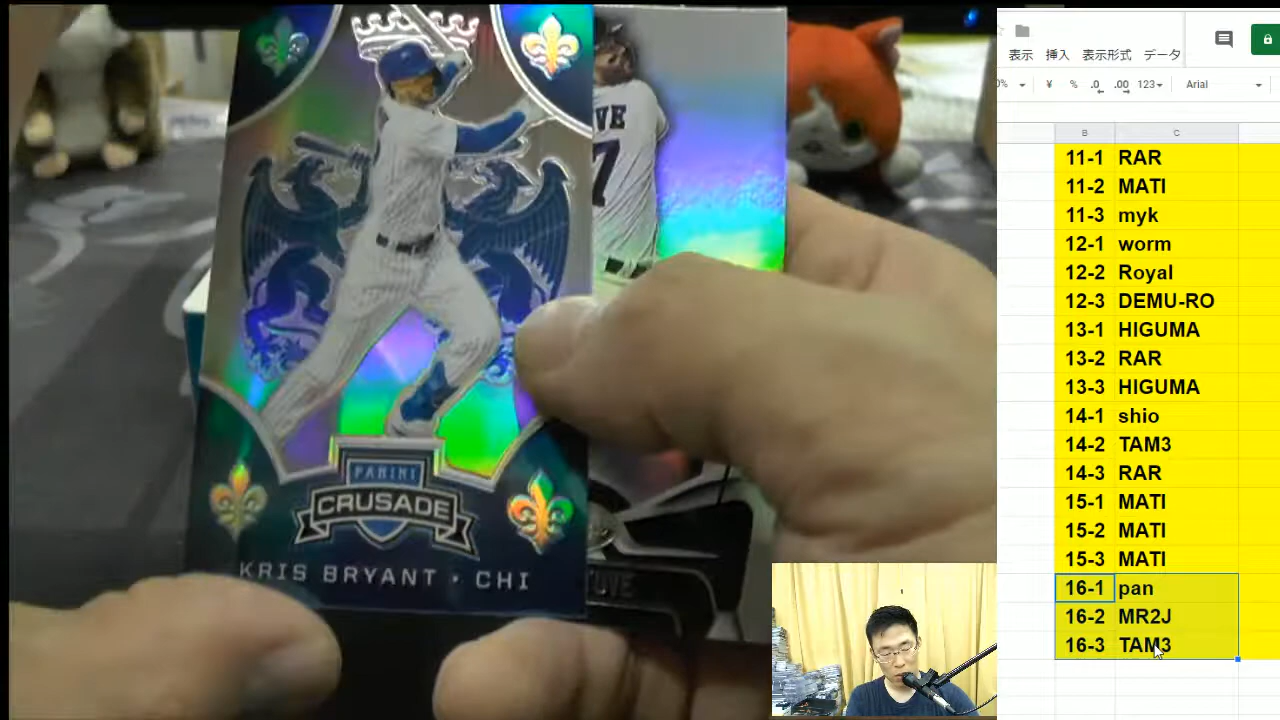 VE
7
PANINI
CRUSADE
KRIS BRYANT · CHI
UVE
表示 挿入 表示形式 データ
0% ¥ % .0 .00 123 Arial
B C
11-1 RAR
11-2 MATI
11-3 myk
12-1 worm
12-2 Royal
12-3 DEMU-RO
13-1 HIGUMA
13-2 RAR
13-3 HIGUMA
14-1 shio
14-2 TAM3
14-3 RAR
15-1 MATI
15-2 MATI
15-3 MATI
16-1 pan
16-2 MR2J
16-3 TAM3